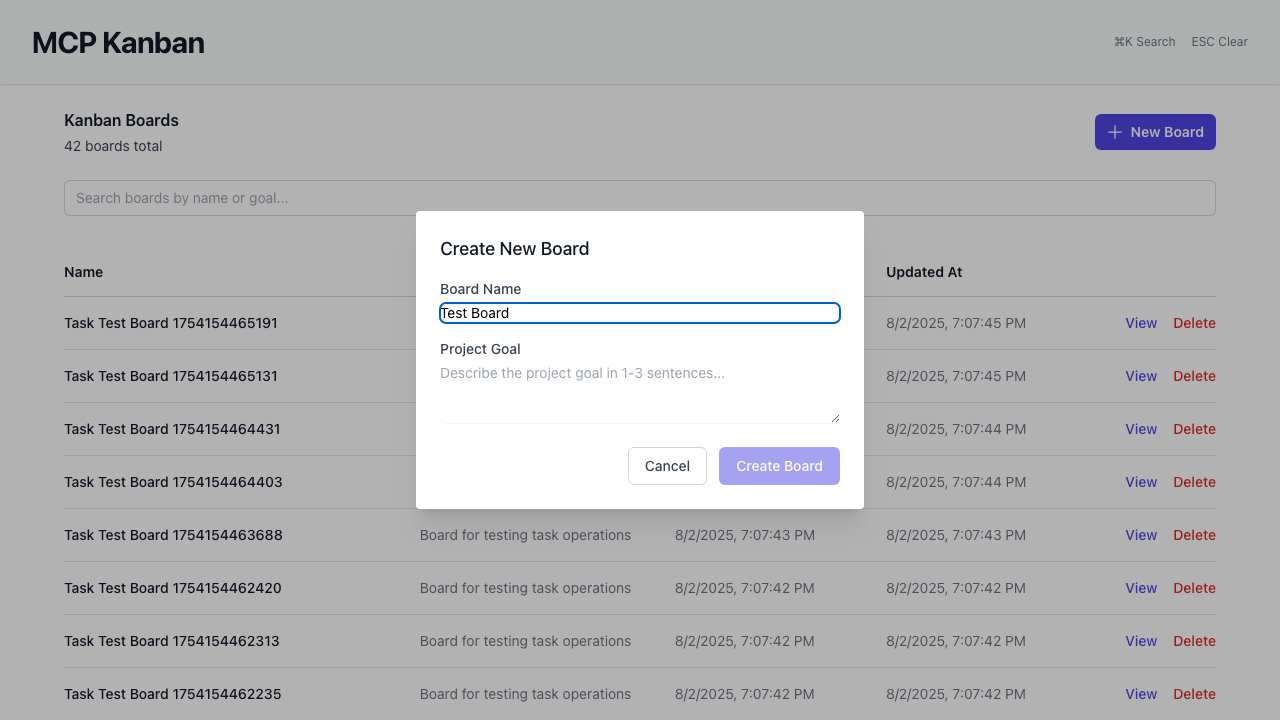 MCP Kanban
⌘K Search ESC Clear
Kanban Boards
42 boards total
New Board
Search boards by name or goal...
Create New Board
Board Name
Test Board
Project Goal
Describe the project goal in 1-3 sentences...
Cancel Create Board
Name Updated At
Task Test Board 1754154465191 8/2/2025, 7:07:45 PM View Delete
Task Test Board 1754154465131 8/2/2025, 7:07:45 PM View Delete
Task Test Board 1754154464431 8/2/2025, 7:07:44 PM View Delete
Task Test Board 1754154464403 8/2/2025, 7:07:44 PM View Delete
Task Test Board 1754154463688 Board for testing task operations 8/2/2025, 7:07:43 PM 8/2/2025, 7:07:43 PM View Delete
Task Test Board 1754154462420 Board for testing task operations 8/2/2025, 7:07:42 PM 8/2/2025, 7:07:42 PM View Delete
Task Test Board 1754154462313 Board for testing task operations 8/2/2025, 7:07:42 PM 8/2/2025, 7:07:42 PM View Delete
Task Test Board 1754154462235 Board for testing task operations 8/2/2025, 7:07:42 PM 8/2/2025, 7:07:42 PM View Delete